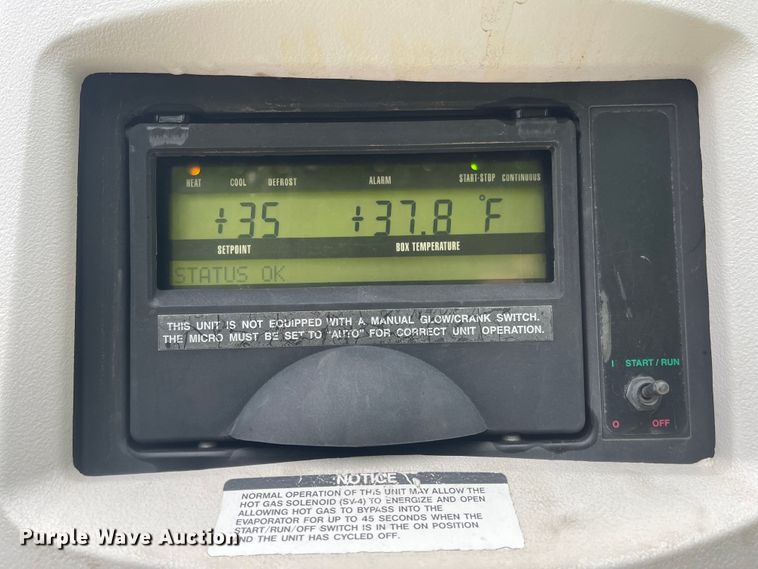 HEAT COOL DEFROST ALARM START-STOP CONTINUOUS
+35 +37.8 °F
SETPOINT BOX TEMPERATURE
STATUS OK
THIS UNIT IS NOT EQUIPPED WITH A MANUAL GLOW/CRANK SWITCH.
THE MICRO MUST BE SET TO "AUTO" FOR CORRECT UNIT OPERATION.
I START/RUN
O OFF
NOTICE
NORMAL OPERATION OF THIS UNIT MAY ALLOW THE
HOT GAS SOLENOID (SV-4) TO ENERGIZE AND OPEN
ALLOWING HOT GAS TO BYPASS INTO THE
EVAPORATOR FOR UP TO 45 SECONDS WHEN THE
START/RUN/OFF SWITCH IS IN THE ON POSITION
AND THE UNIT HAS CYCLED OFF.
Purple Wave Auction
Purple Wave Auction